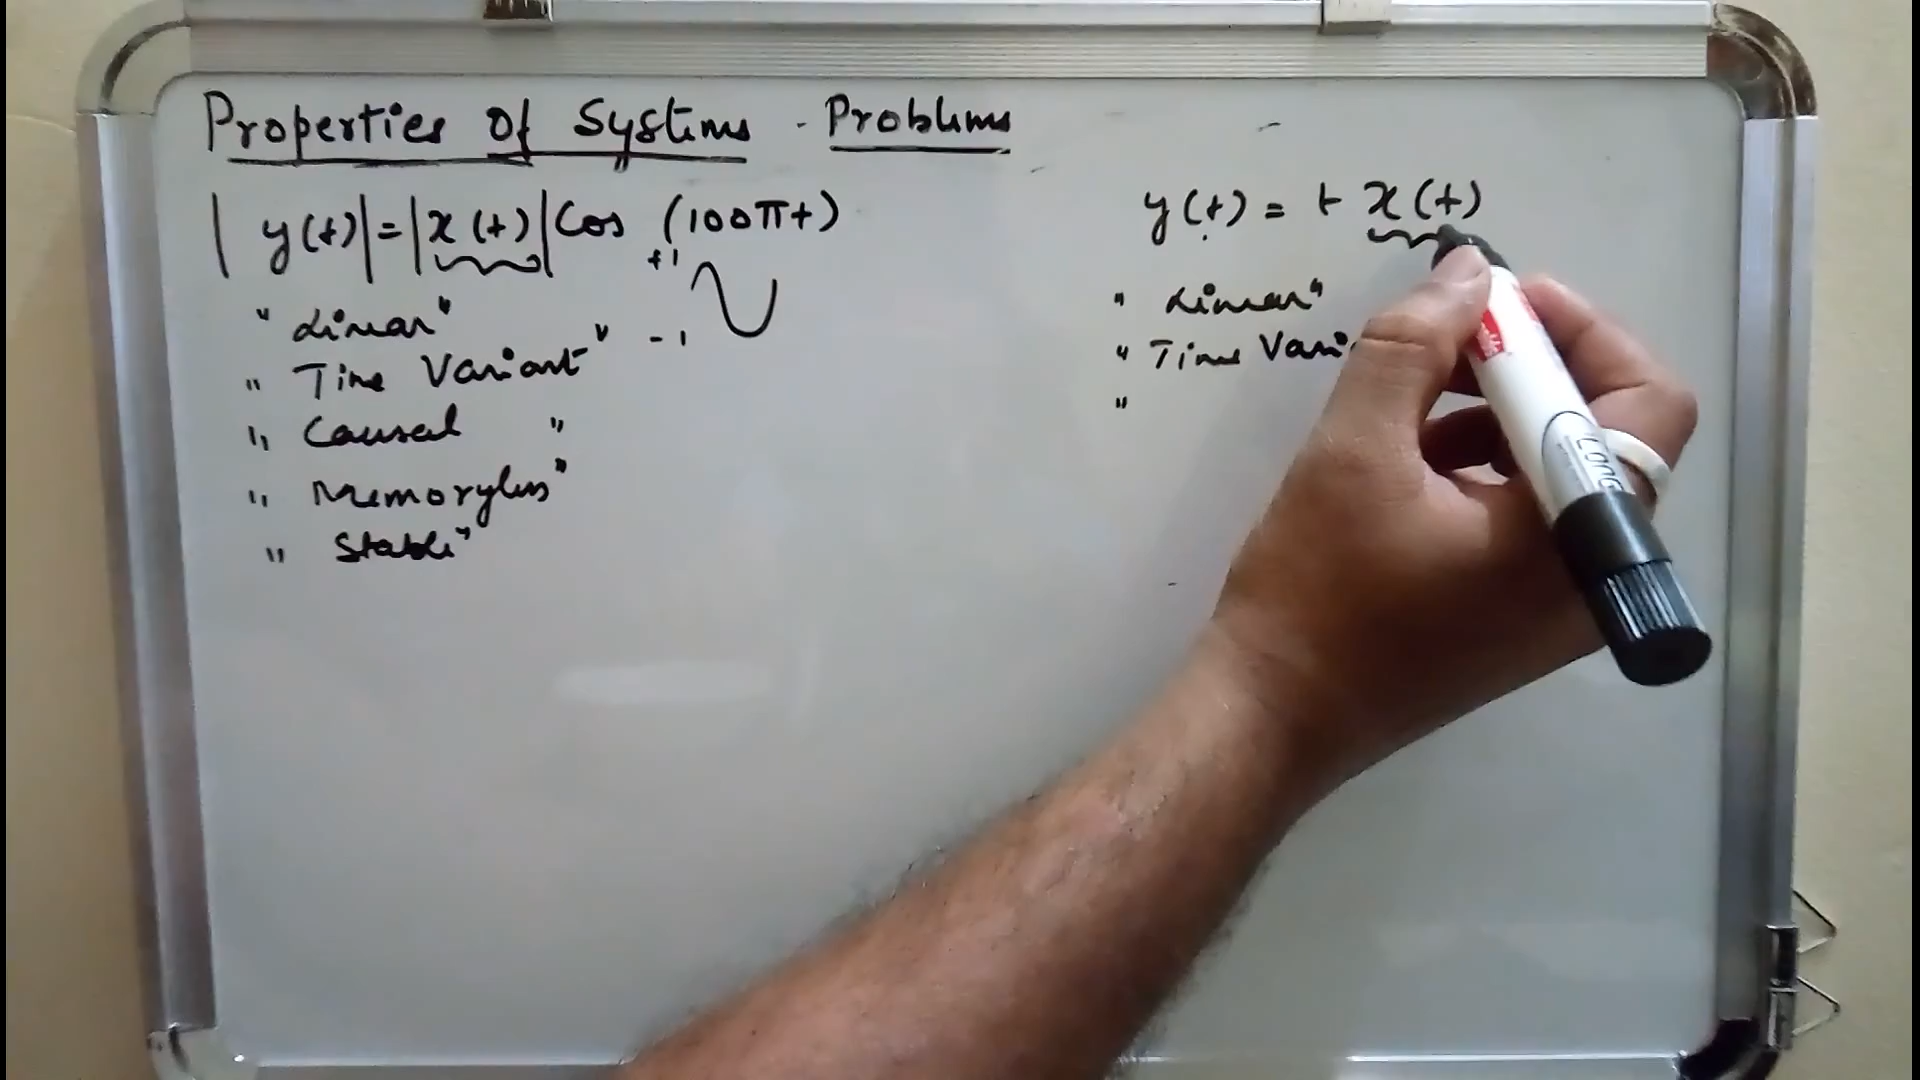 Properties of Systems - Problems
| y(t)| = |x(t)| Cos (100πt)
+1
-1
" Linear "
" Time Variant "
" Causal "
" Memoryless "
" Stable "
y(t) = t x(t)
" Linear "
" Time Vari
"